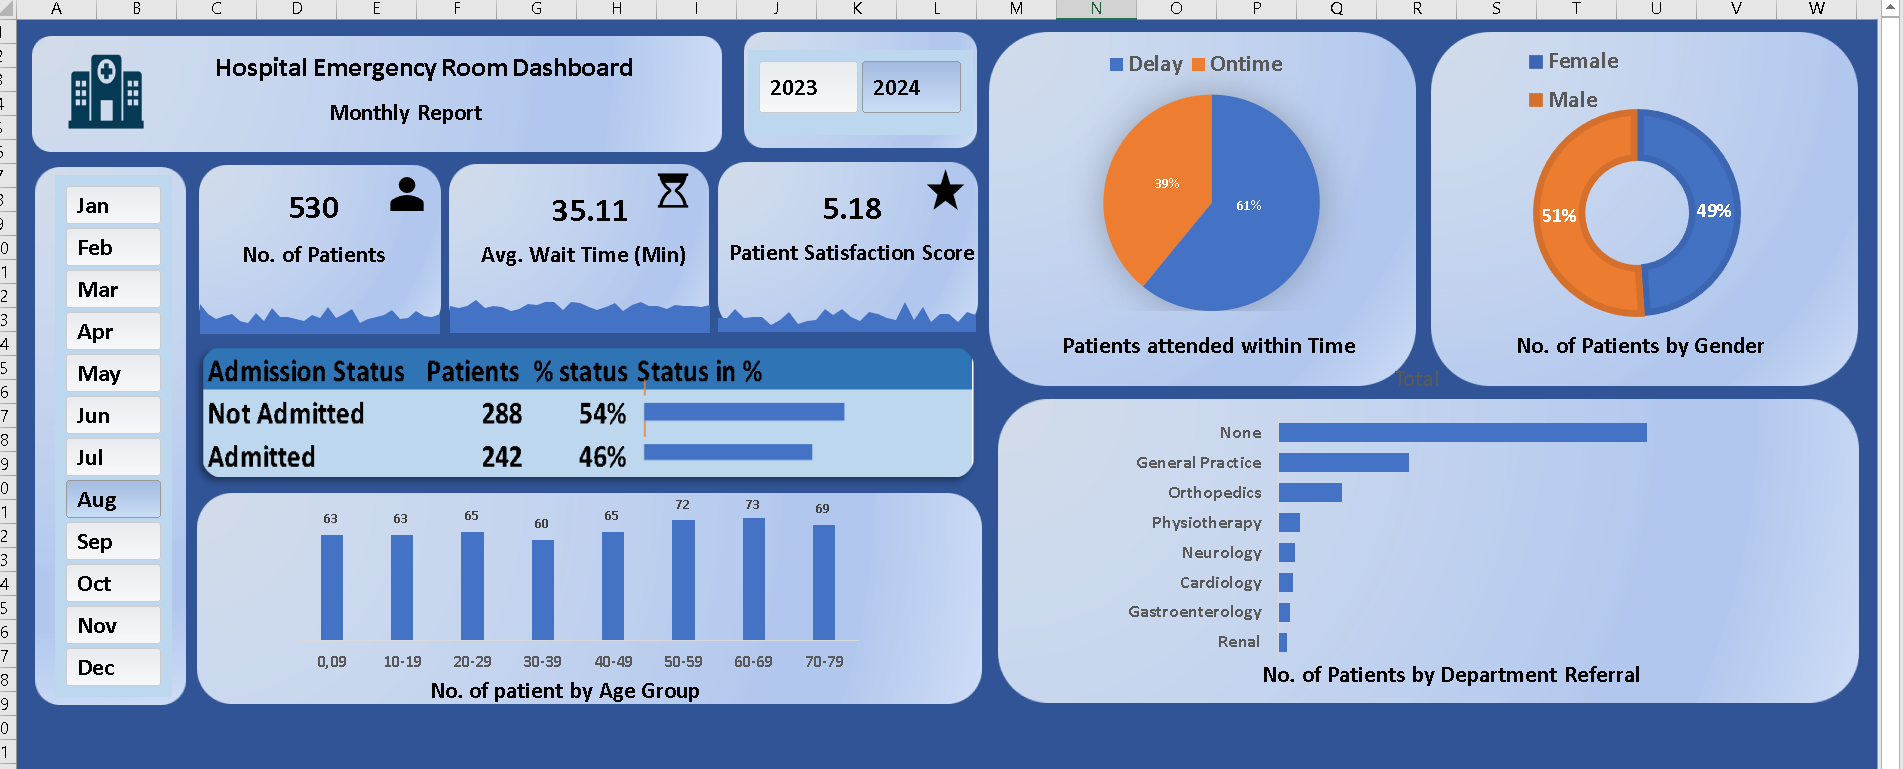 A B C D E F G H I J K L M N O P Q R S T U V W
Hospital Emergency Room Dashboard
Monthly Report
2023 2024
Jan
Feb
Mar
Apr
May
Jun
Jul
Aug
Sep
Oct
Nov
Dec
530
No. of Patients
35.11
Avg. Wait Time (Min)
5.18
Patient Satisfaction Score
Admission Status Patients % status Status in %
Not Admitted 288 54%
Admitted 242 46%
63 63 65 60 65 72 73 69
0,09 10-19 20-29 30-39 40-49 50-59 60-69 70-79
No. of patient by Age Group
Delay Ontime
39% 61%
Patients attended within Time
Female
Male
51% 49%
No. of Patients by Gender
Total
None
General Practice
Orthopedics
Physiotherapy
Neurology
Cardiology
Gastroenterology
Renal
No. of Patients by Department Referral